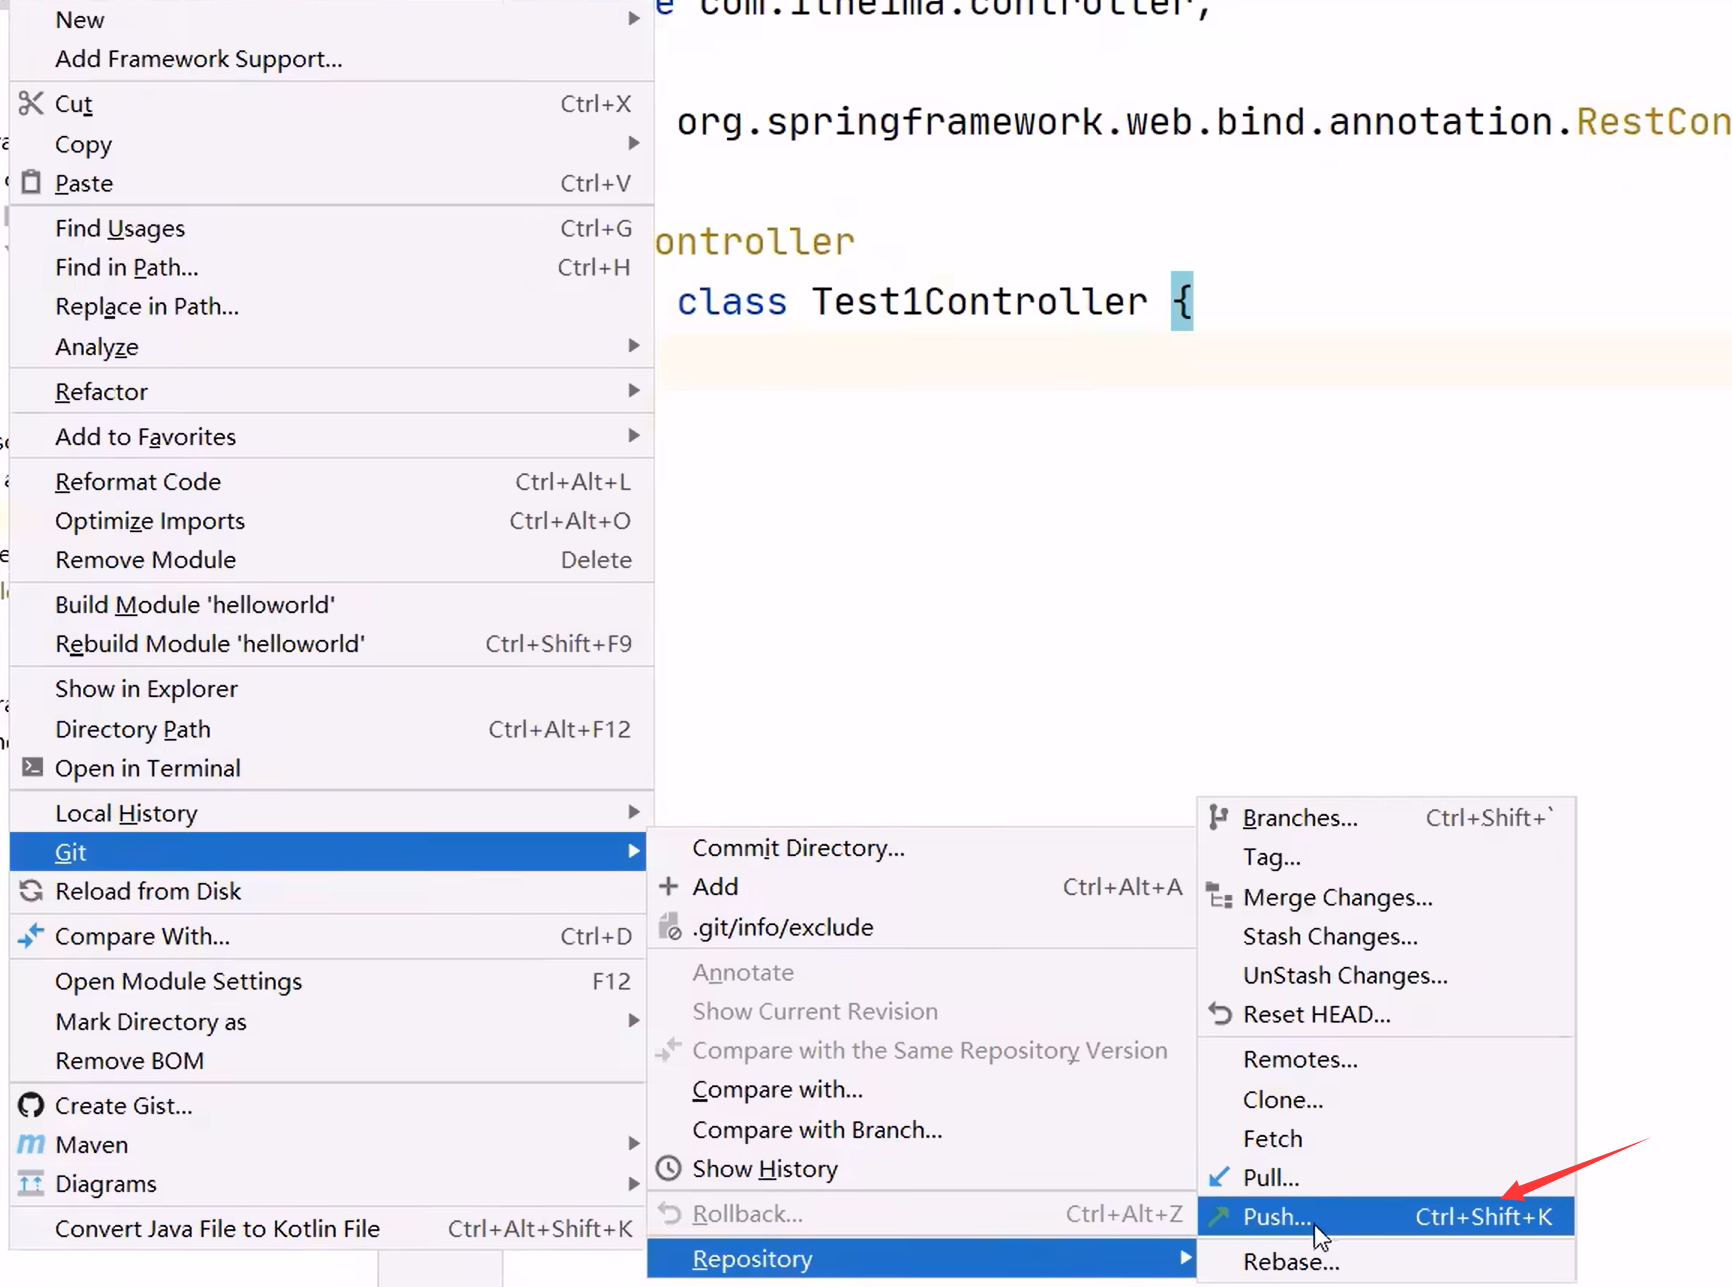 New
Add Framework Support...
Cut Ctrl+X
Copy
Paste Ctrl+V
Find Usages Ctrl+G
Find in Path... Ctrl+H
Replace in Path...
Analyze
Refactor
Add to Favorites
Reformat Code Ctrl+Alt+L
Optimize Imports Ctrl+Alt+O
Remove Module Delete
Build Module 'helloworld'
Rebuild Module 'helloworld' Ctrl+Shift+F9
Show in Explorer
Directory Path Ctrl+Alt+F12
Open in Terminal
Local History
Git
Reload from Disk
Compare With... Ctrl+D
Open Module Settings F12
Mark Directory as
Remove BOM
Create Gist...
Maven
Diagrams
Convert Java File to Kotlin File Ctrl+Alt+Shift+K
e com.itheima.controller;
org.springframework.web.bind.annotation.RestCon
ontroller
class Test1Controller {
Commit Directory...
Add Ctrl+Alt+A
.git/info/exclude
Annotate
Show Current Revision
Compare with the Same Repository Version
Compare with...
Compare with Branch...
Show History
Rollback... Ctrl+Alt+Z
Repository
Branches... Ctrl+Shift+`
Tag...
Merge Changes...
Stash Changes...
UnStash Changes...
Reset HEAD...
Remotes...
Clone...
Fetch
Pull...
Push... Ctrl+Shift+K
Rebase...